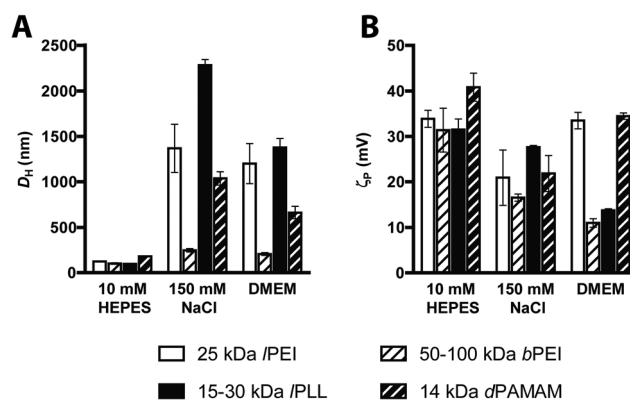 A
B
2500
2000
1500
1000
500
0
D_H (nm)
10 mM
HEPES
150 mM
NaCl
DMEM
50
40
30
20
10
0
ζ_P (mV)
10 mM
HEPES
150 mM
NaCl
DMEM
25 kDa lPEI
50-100 kDa bPEI
15-30 kDa lPLL
14 kDa dPAMAM